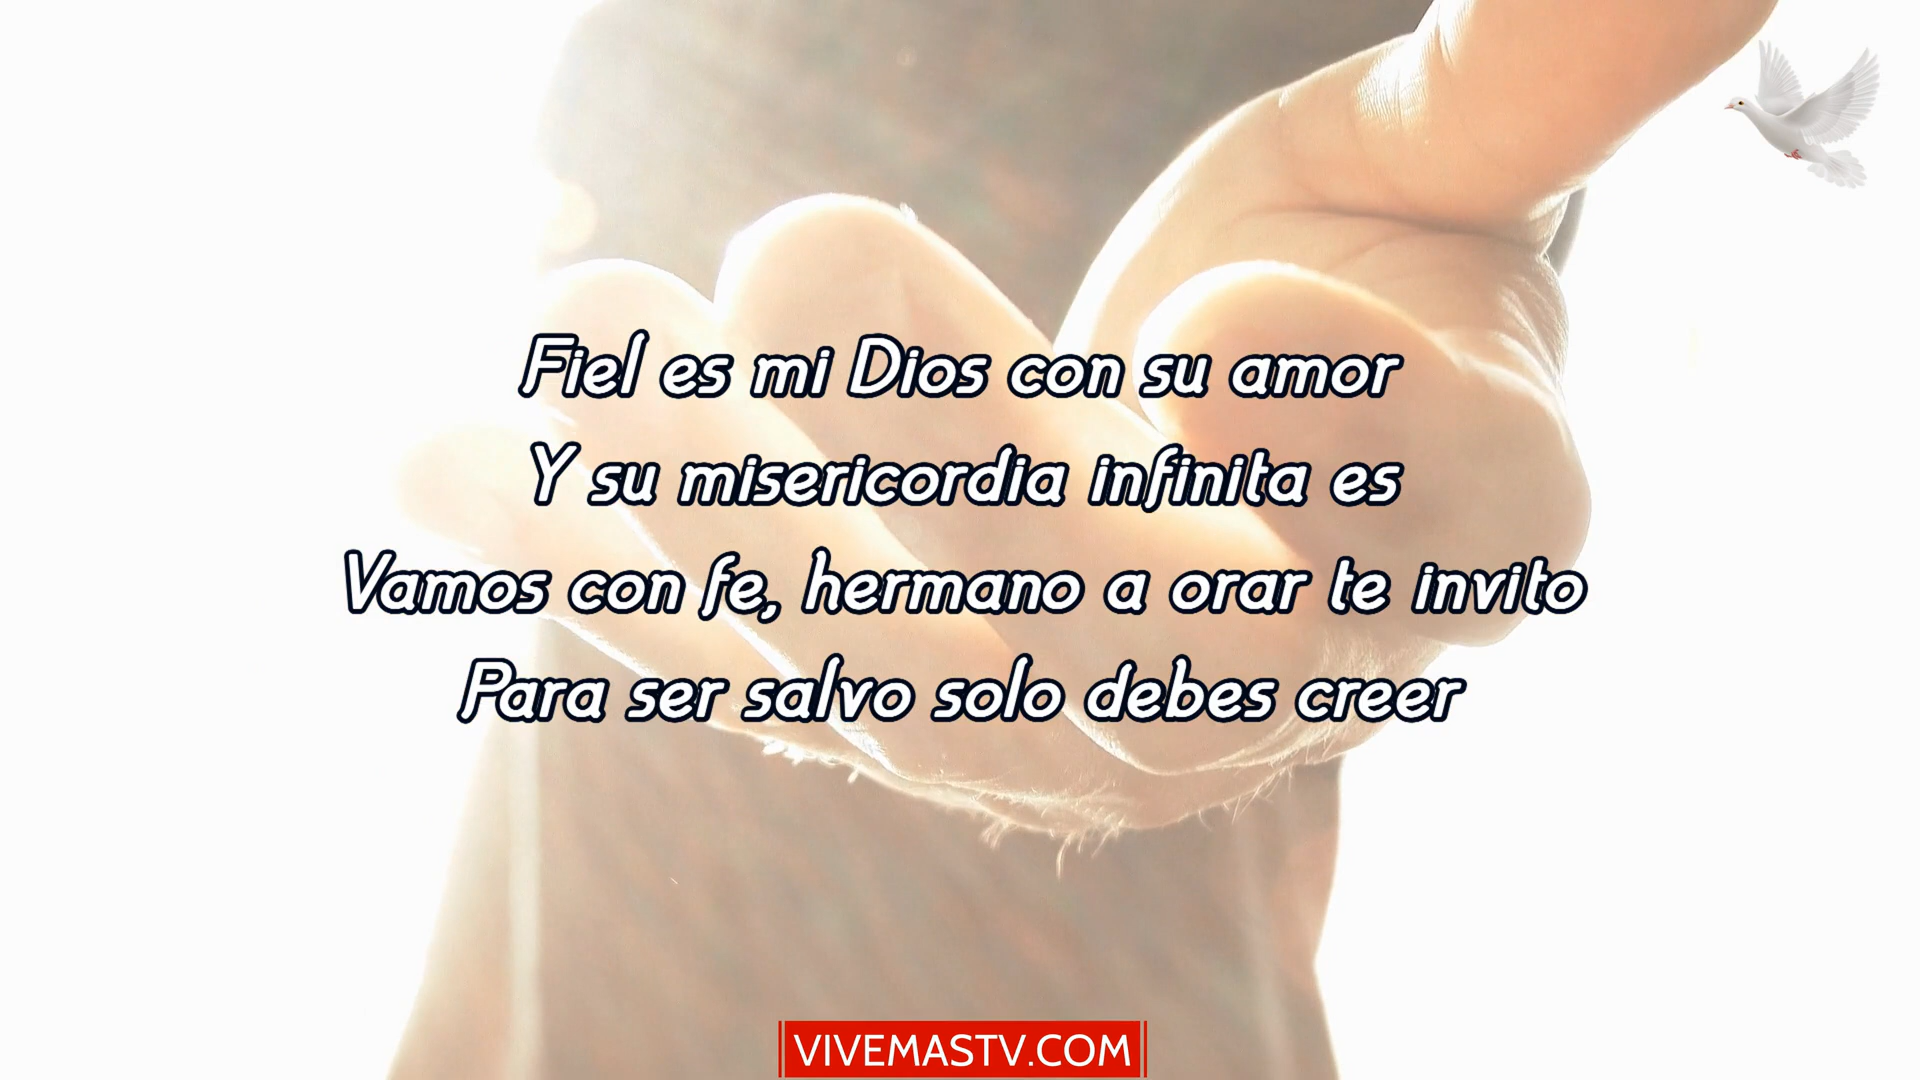 Fiel es mi Dios con su amor
Y su misericordia infinita es
Vamos con fe, hermano a orar te invito
Para ser salvo solo debes creer
VIVEMASTV.COM